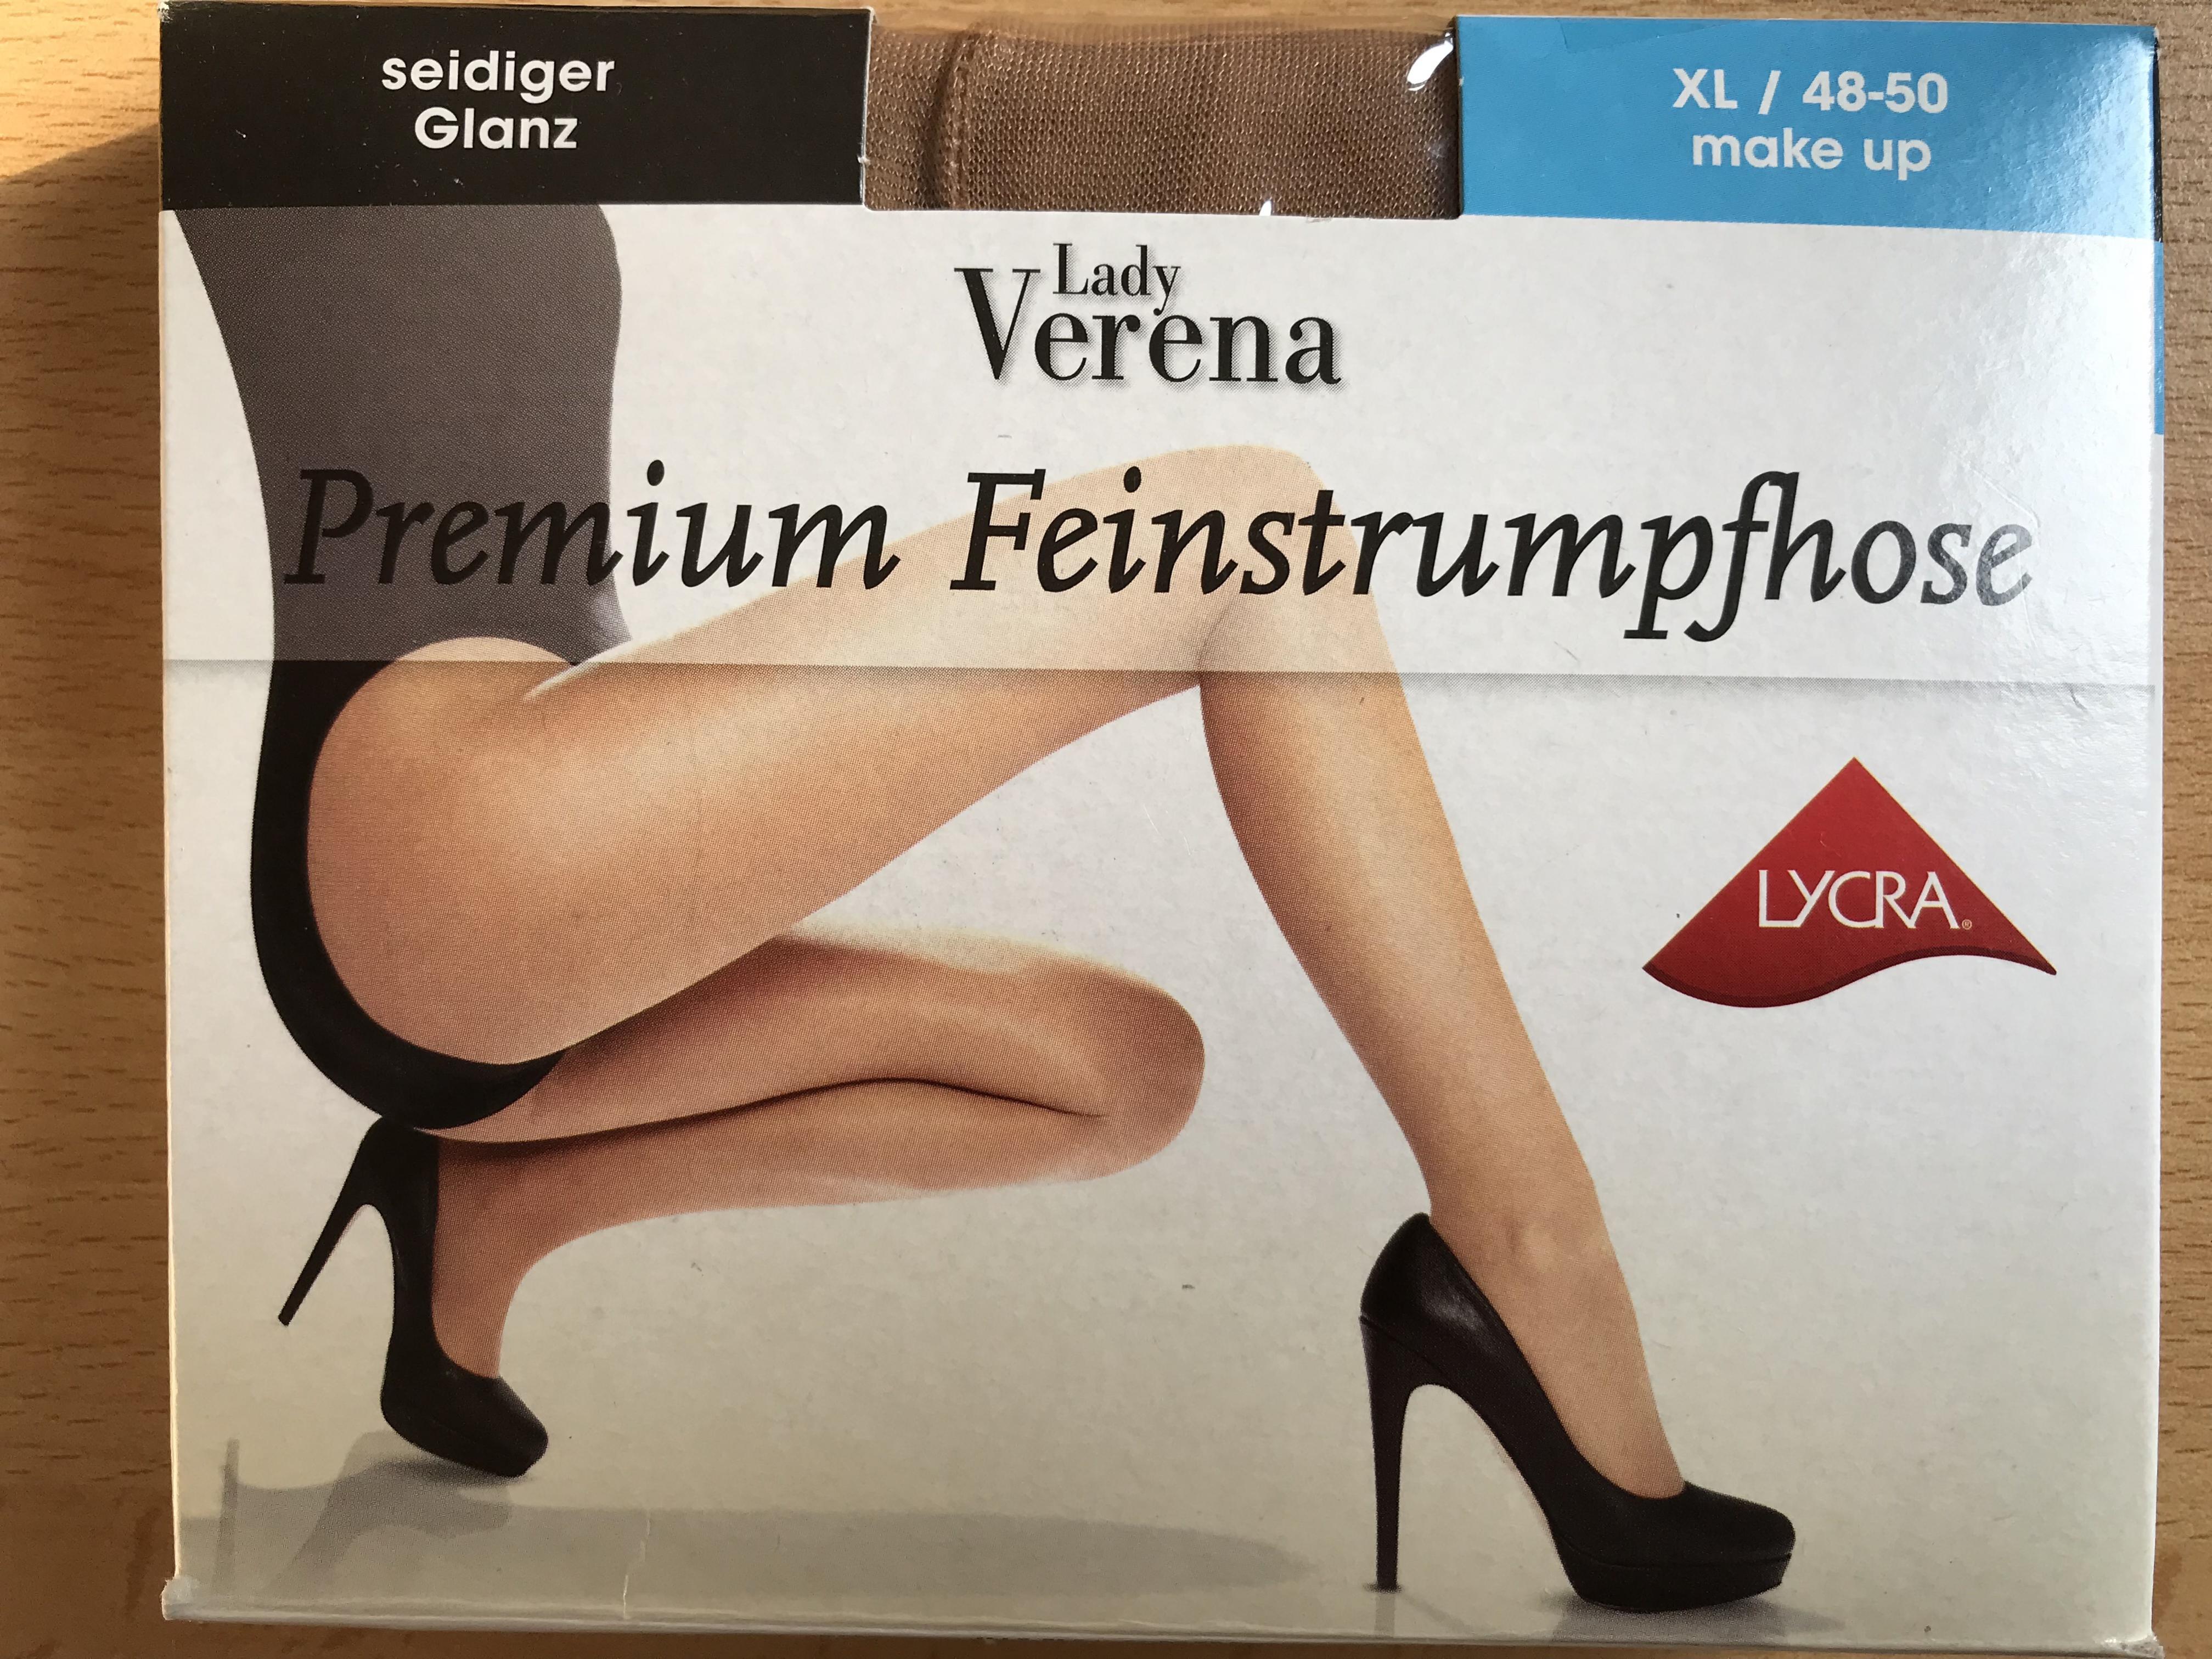 seidiger
Glanz
XL / 48-50
make up
Lady
Verena
Premium Feinstrumpfhose
LYCRA®